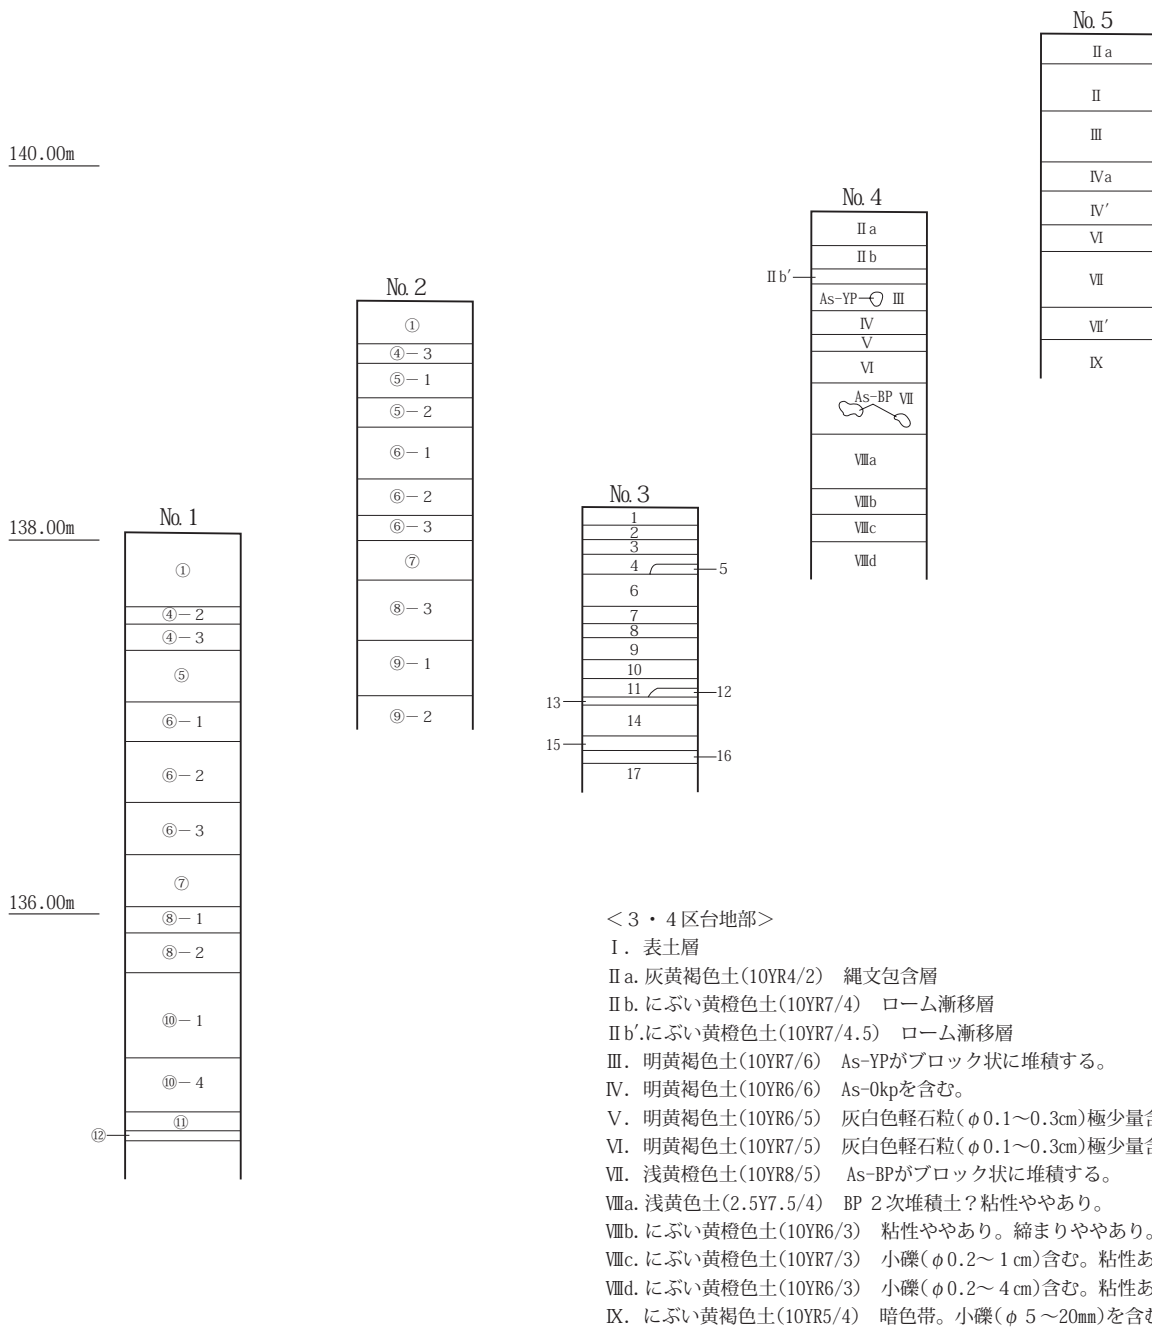 No. 5
Ⅱa
Ⅱ
Ⅲ
Ⅳa
Ⅳ′
Ⅵ
Ⅶ
Ⅶ′
Ⅸ
140.00m
138.00m
136.00m
No. 4
Ⅱa
Ⅱb
Ⅱb′
As-YP Ⅲ
Ⅳ
Ⅴ
Ⅵ
As-BP Ⅶ
Ⅷa
Ⅷb
Ⅷc
Ⅷd
No. 2
①
④－3
⑤－1
⑤－2
⑥－1
⑥－2
⑥－3
⑦
⑧－3
⑨－1
⑨－2
No. 3
1
2
3
4
5
6
7
8
9
10
11
12
13
14
15
16
17
No. 1
①
④－2
④－3
⑤
⑥－1
⑥－2
⑥－3
⑦
⑧－1
⑧－2
⑩－1
⑩－4
⑪
⑫
＜3・4区台地部＞
Ⅰ. 表土層
Ⅱa. 灰黄褐色土(10YR4/2) 縄文包含層
Ⅱb. にぶい黄橙色土(10YR7/4) ローム漸移層
Ⅱb′.にぶい黄橙色土(10YR7/4.5) ローム漸移層
Ⅲ. 明黄褐色土(10YR7/6) As-YPがブロック状に堆積する。
Ⅳ. 明黄褐色土(10YR6/6) As-Okpを含む。
Ⅴ. 明黄褐色土(10YR6/5) 灰白色軽石粒(φ0.1～0.3㎝)極少量含
Ⅵ. 明黄褐色土(10YR7/5) 灰白色軽石粒(φ0.1～0.3㎝)極少量含
Ⅶ. 浅黄橙色土(10YR8/5) As-BPがブロック状に堆積する。
Ⅷa. 浅黄色土(2.5Y7.5/4) BP 2次堆積土？粘性ややあり。
Ⅷb. にぶい黄橙色土(10YR6/3) 粘性ややあり。締まりややあり。
Ⅷc. にぶい黄橙色土(10YR7/3) 小礫(φ0.2～1㎝)含む。粘性あ
Ⅷd. にぶい黄橙色土(10YR6/3) 小礫(φ0.2～4㎝)含む。粘性あ
Ⅸ. にぶい黄褐色土(10YR5/4) 暗色帯。小礫(φ5～20㎜)を含む